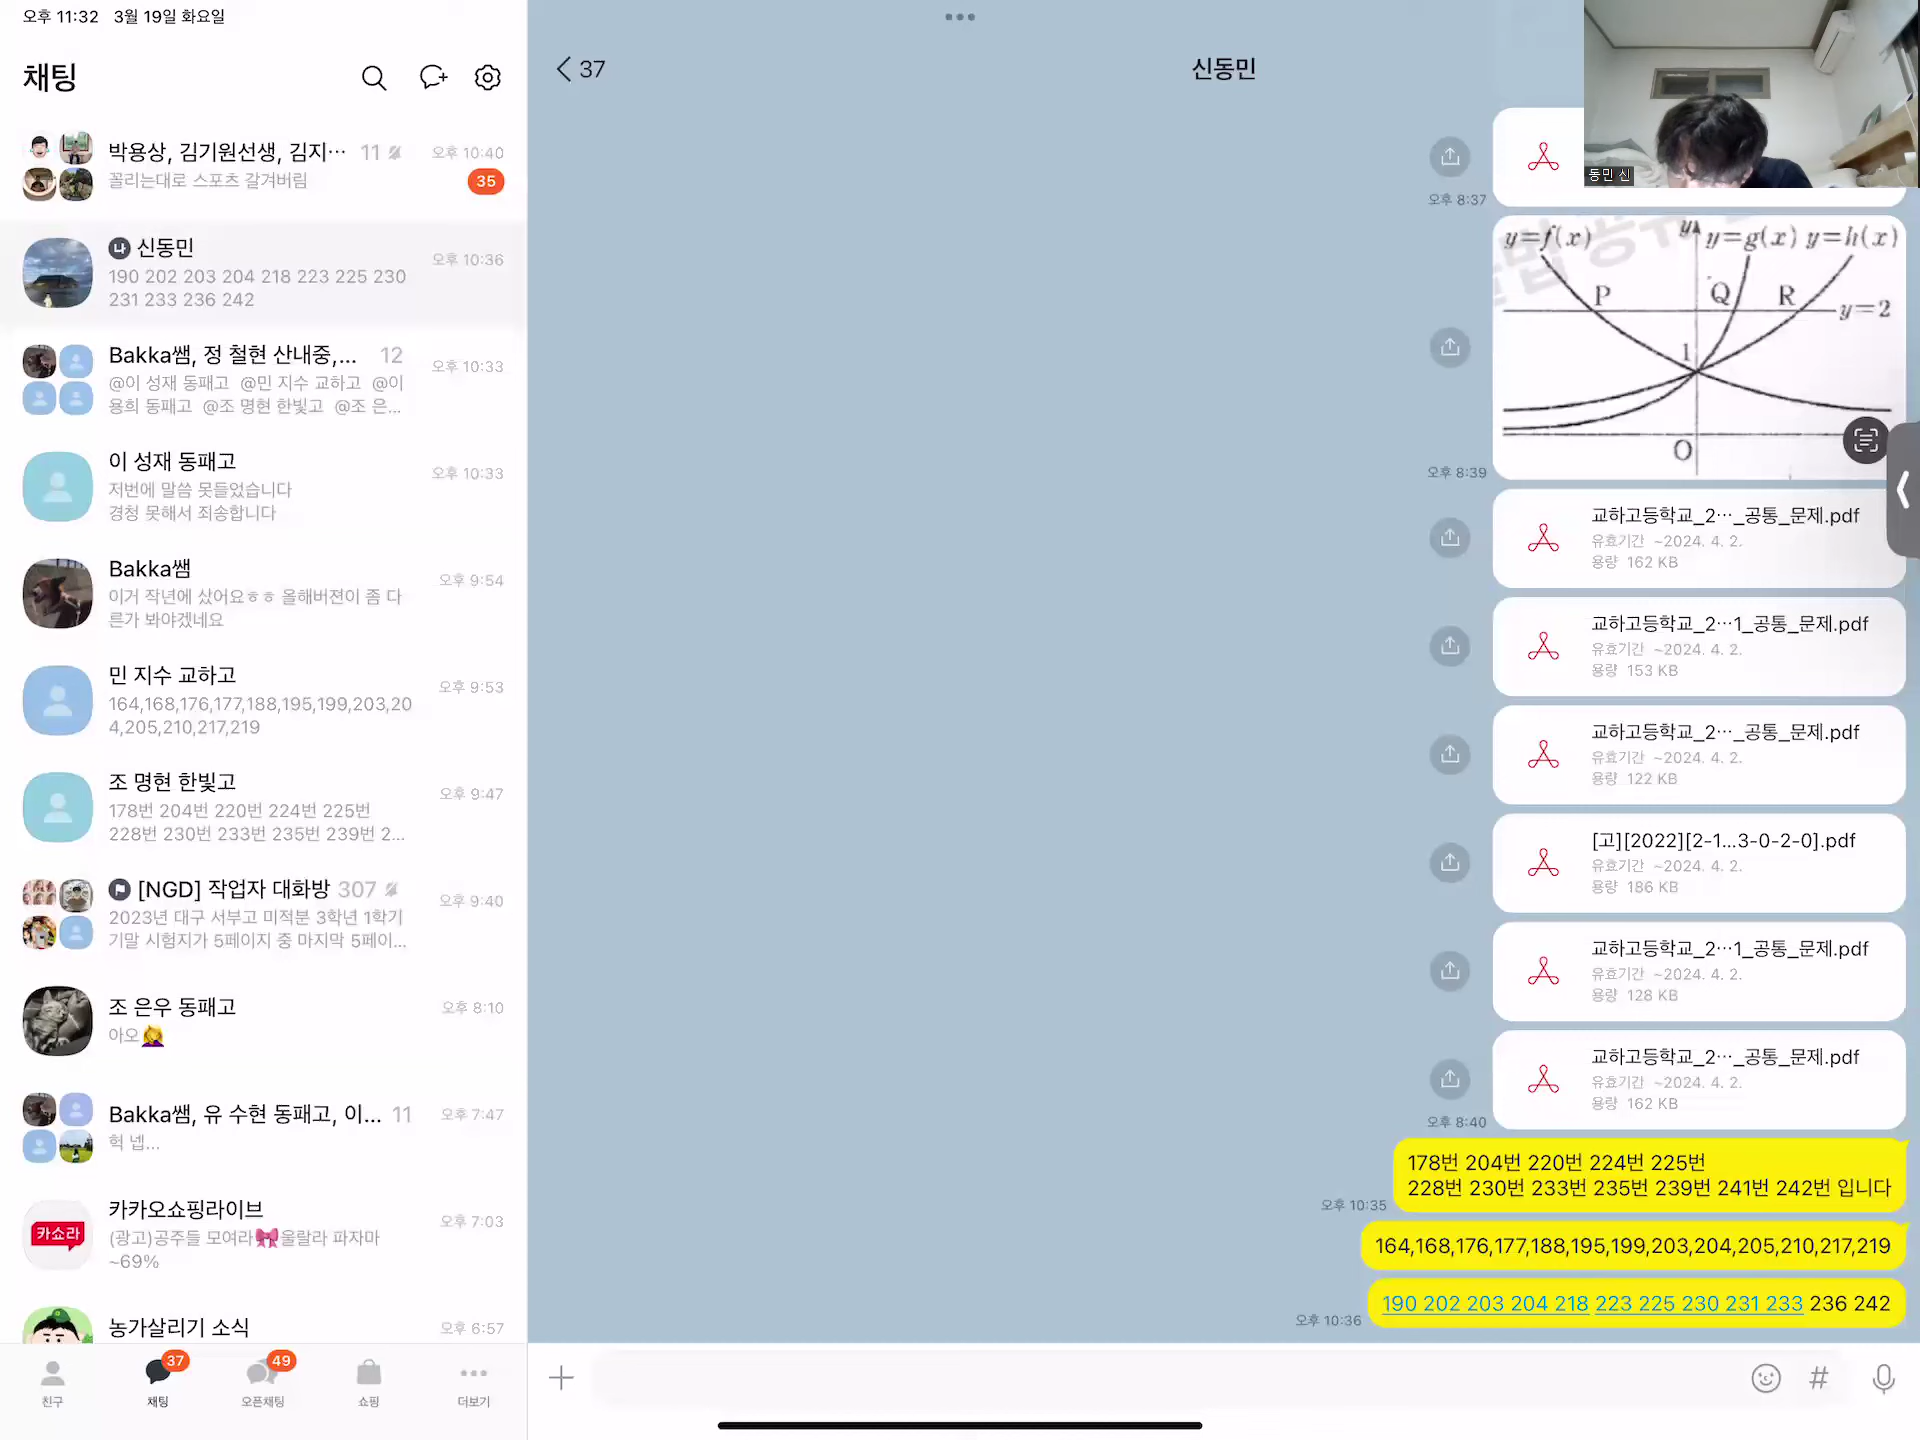 오후 11:32 3월 19일 화요일
채팅
박용상, 김기원선생, 김지… 11 오후 10:40
꼴리는대로 스포츠 갈겨버림 35
나 신동민 오후 10:36
190 202 203 204 218 223 225 230
231 233 236 242
Bakka쌤, 정 철현 산내중,... 12 오후 10:33
@이 성재 동패고 @민 지수 교하고 @이
용희 동패고 @조 명현 한빛고 @조 은...
이 성재 동패고 오후 10:33
저번에 말씀 못들었습니다
경청 못해서 죄송합니다
Bakka쌤 오후 9:54
이거 작년에 샀어요ㅎㅎ 올해버젼이 좀 다
른가 봐야겠네요
민 지수 교하고 오후 9:53
164,168,176,177,188,195,199,203,20
4,205,210,217,219
조 명현 한빛고 오후 9:47
178번 204번 220번 224번 225번
228번 230번 233번 235번 239번 2...
[NGD] 작업자 대화방 307 오후 9:40
2023년 대구 서부고 미적분 3학년 1학기
기말 시험지가 5페이지 중 마지막 5페이...
조 은우 동패고 오후 8:10
아오🤦‍♀️
Bakka쌤, 유 수현 동패고, 이... 11 오후 7:47
헉 넵...
카쇼라
카카오쇼핑라이브 오후 7:03
(광고)공주들 모여라🎀울랄라 파자마
~69%
농가살리기 소식 오후 6:57
친구
37
채팅
49
오픈채팅
쇼핑
더보기
37
신동민
동민 신
오후 8:37
y=f(x) y y=g(x) y=h(x)
P Q R
y=2
1
O
오후 8:39
교하고등학교_2…_공통_문제.pdf
유효기간 ~2024. 4. 2.
용량 162 KB
교하고등학교_2…1_공통_문제.pdf
유효기간 ~2024. 4. 2.
용량 153 KB
교하고등학교_2…_공통_문제.pdf
유효기간 ~2024. 4. 2.
용량 122 KB
[고][2022][2-1...3-0-2-0].pdf
유효기간 ~2024. 4. 2.
용량 186 KB
교하고등학교_2…1_공통_문제.pdf
유효기간 ~2024. 4. 2.
용량 128 KB
교하고등학교_2…_공통_문제.pdf
유효기간 ~2024. 4. 2.
용량 162 KB
오후 8:40
178번 204번 220번 224번 225번
228번 230번 233번 235번 239번 241번 242번 입니다
오후 10:35
164,168,176,177,188,195,199,203,204,205,210,217,219
190 202 203 204 218 223 225 230 231 233 236 242
오후 10:36
#